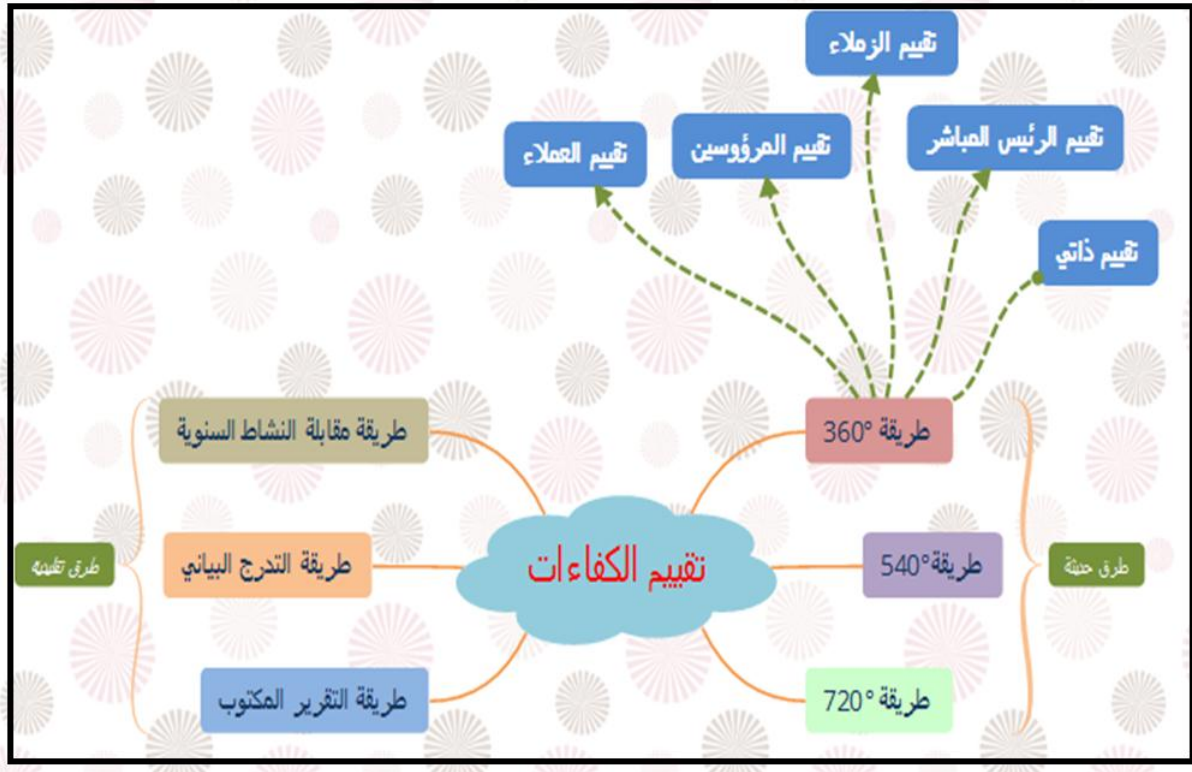 تقييم الزملاء
تقييم الرئيس المباشر
تقييم المرؤوسين
تقييم العملاء
تقييم ذاتي
طريقة 360°
طريقة مقابلة النشاط السنوية
طرق حديثة
طريقة 540°
تقييم الكفاءات
طريقة التدرج البياني
طرق تقليدية
طريقة 720°
طريقة التقرير المكتوب